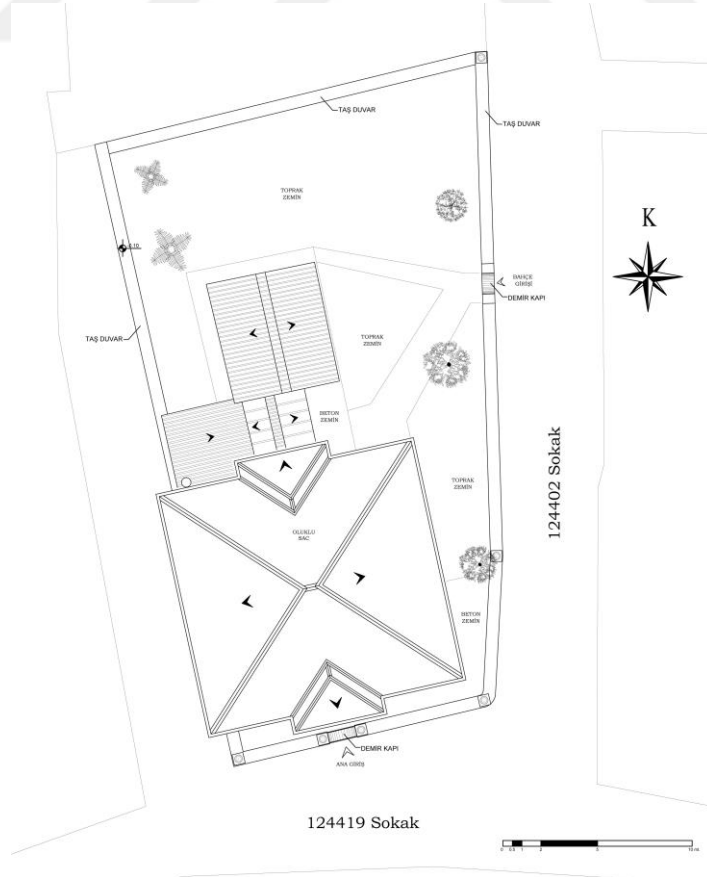 TAŞ DUVAR
TAŞ DUVAR
TOPRAK
ZEMİN
K
BAHÇE
GİRİŞİ
DEMİR KAPI
TAŞ DUVAR
TOPRAK
ZEMİN
BETON
ZEMİN
124402 Sokak
TOPRAK
ZEMİN
OLUKLU
SAC
BETON
ZEMİN
DEMİR KAPI
ANA GİRİŞ
124419 Sokak